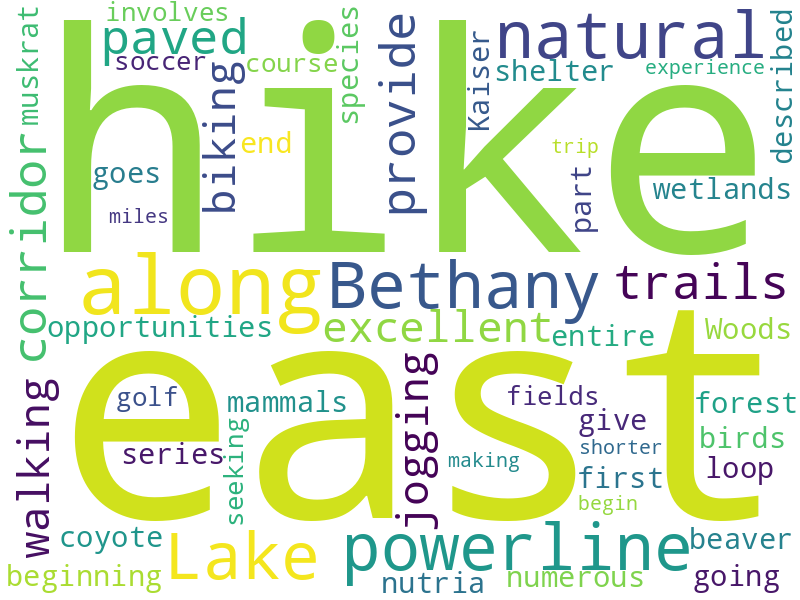 involves
paved
natural
muskrat
soccer
course
species
provide
Kaiser
shelter
experience
described
hike
biking
end
trip
goes
miles
part
wetlands
corridor
along
Bethany
trails
opportunities
excellent
entire
Woods
east
walking
golf
series
mammals
seeking
jogging
fields
give
shorter
forest
birds
making
first
loop
begin
coyote
Lake
powerline
beaver
beginning
nutria
numerous
going